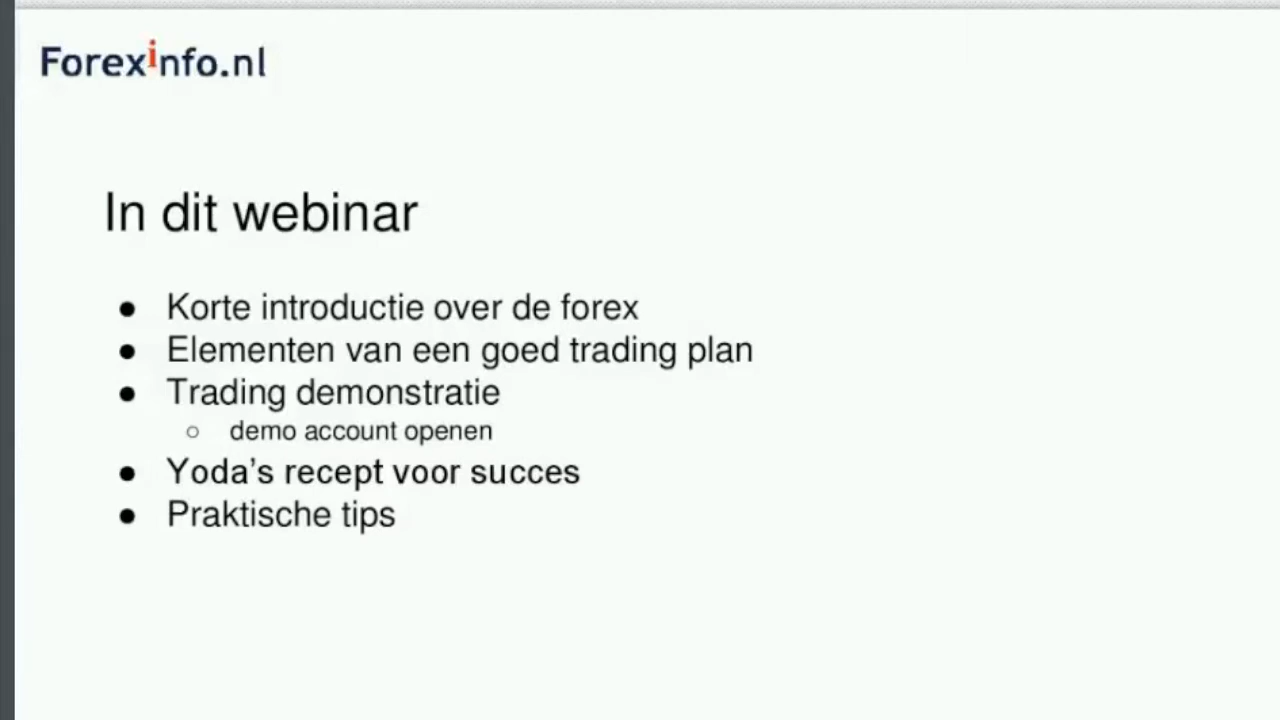 Forexinfo.nl
In dit webinar
● Korte introductie over de forex
● Elementen van een goed trading plan
● Trading demonstratie
○ demo account openen
● Yoda's recept voor succes
● Praktische tips